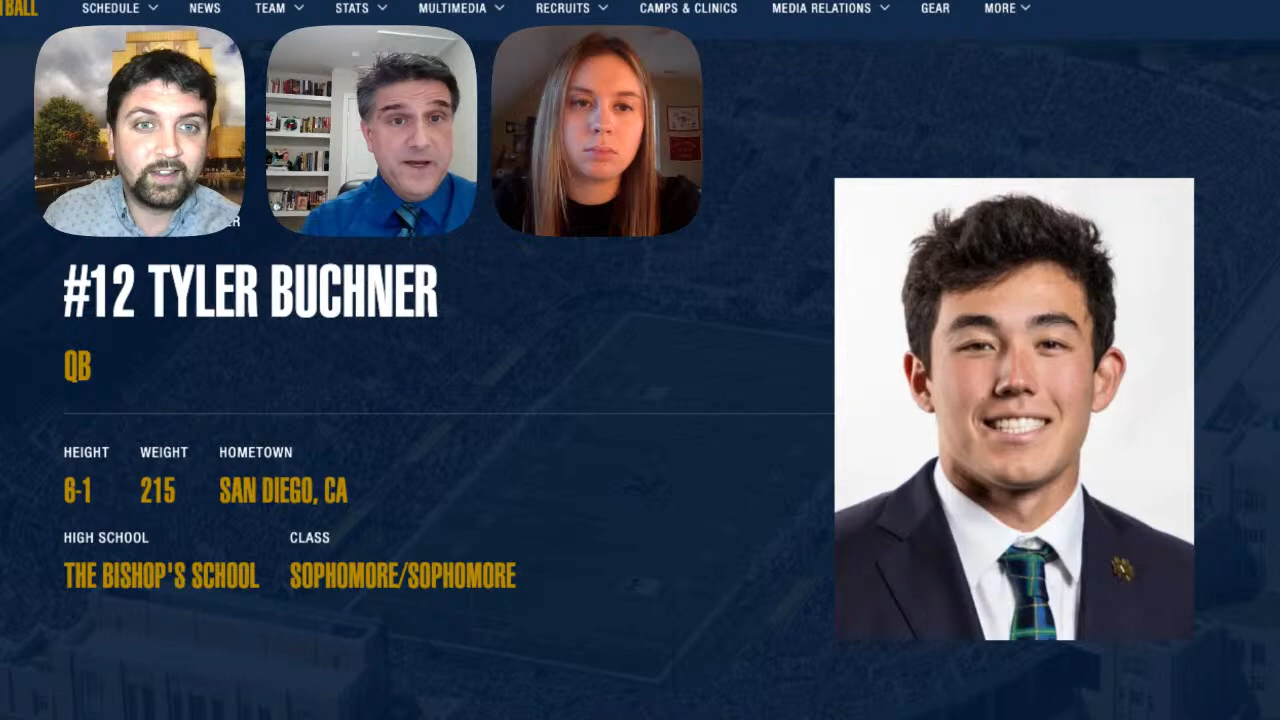 SCHEDULE NEWS TEAM STATS MULTIMEDIA RECRUITS CAMPS & CLINICS MEDIA RELATIONS GEAR MORE
#12 TYLER BUCHNER
QB
HEIGHT WEIGHT HOMETOWN
6-1 215 SAN DIEGO, CA
HIGH SCHOOL CLASS
THE BISHOP'S SCHOOL SOPHOMORE/SOPHOMORE